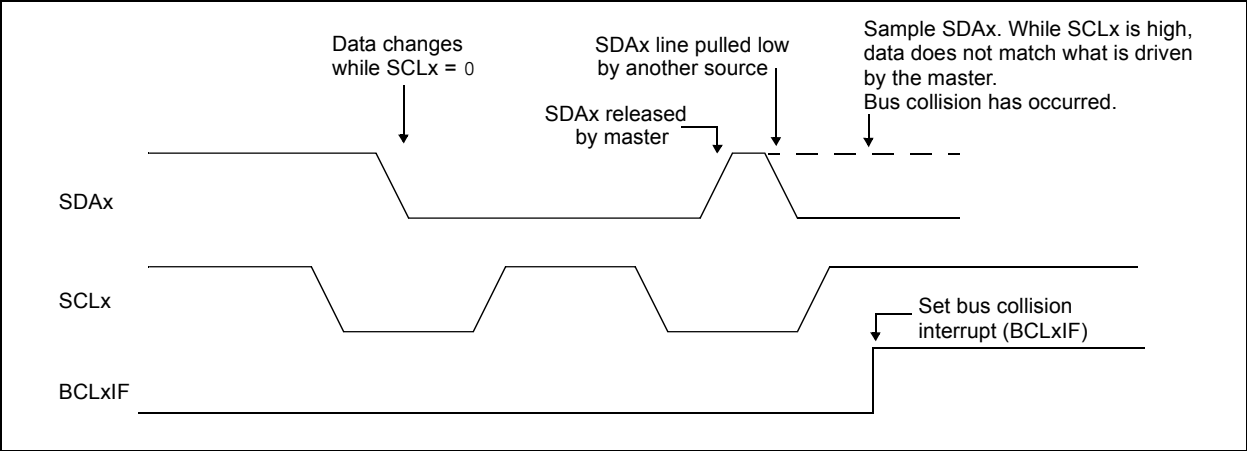 Data changes
while SCLx = 0
SDAx line pulled low
by another source
SDAx released
by master
Sample SDAx. While SCLx is high,
data does not match what is driven
by the master.
Bus collision has occurred.
SDAx
SCLx
Set bus collision
interrupt (BCLxIF)
BCLxIF